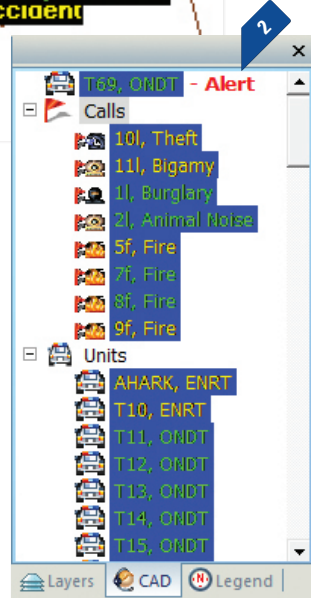 ccident
2
T69, ONDT - Alert
Calls
10l, Theft
11l, Bigamy
1l, Burglary
2l, Animal Noise
5f, Fire
7f, Fire
8f, Fire
9f, Fire
Units
AHARK, ENRT
T10, ENRT
T11, ONDT
T12, ONDT
T13, ONDT
T14, ONDT
T15, ONDT
Layers CAD N Legend